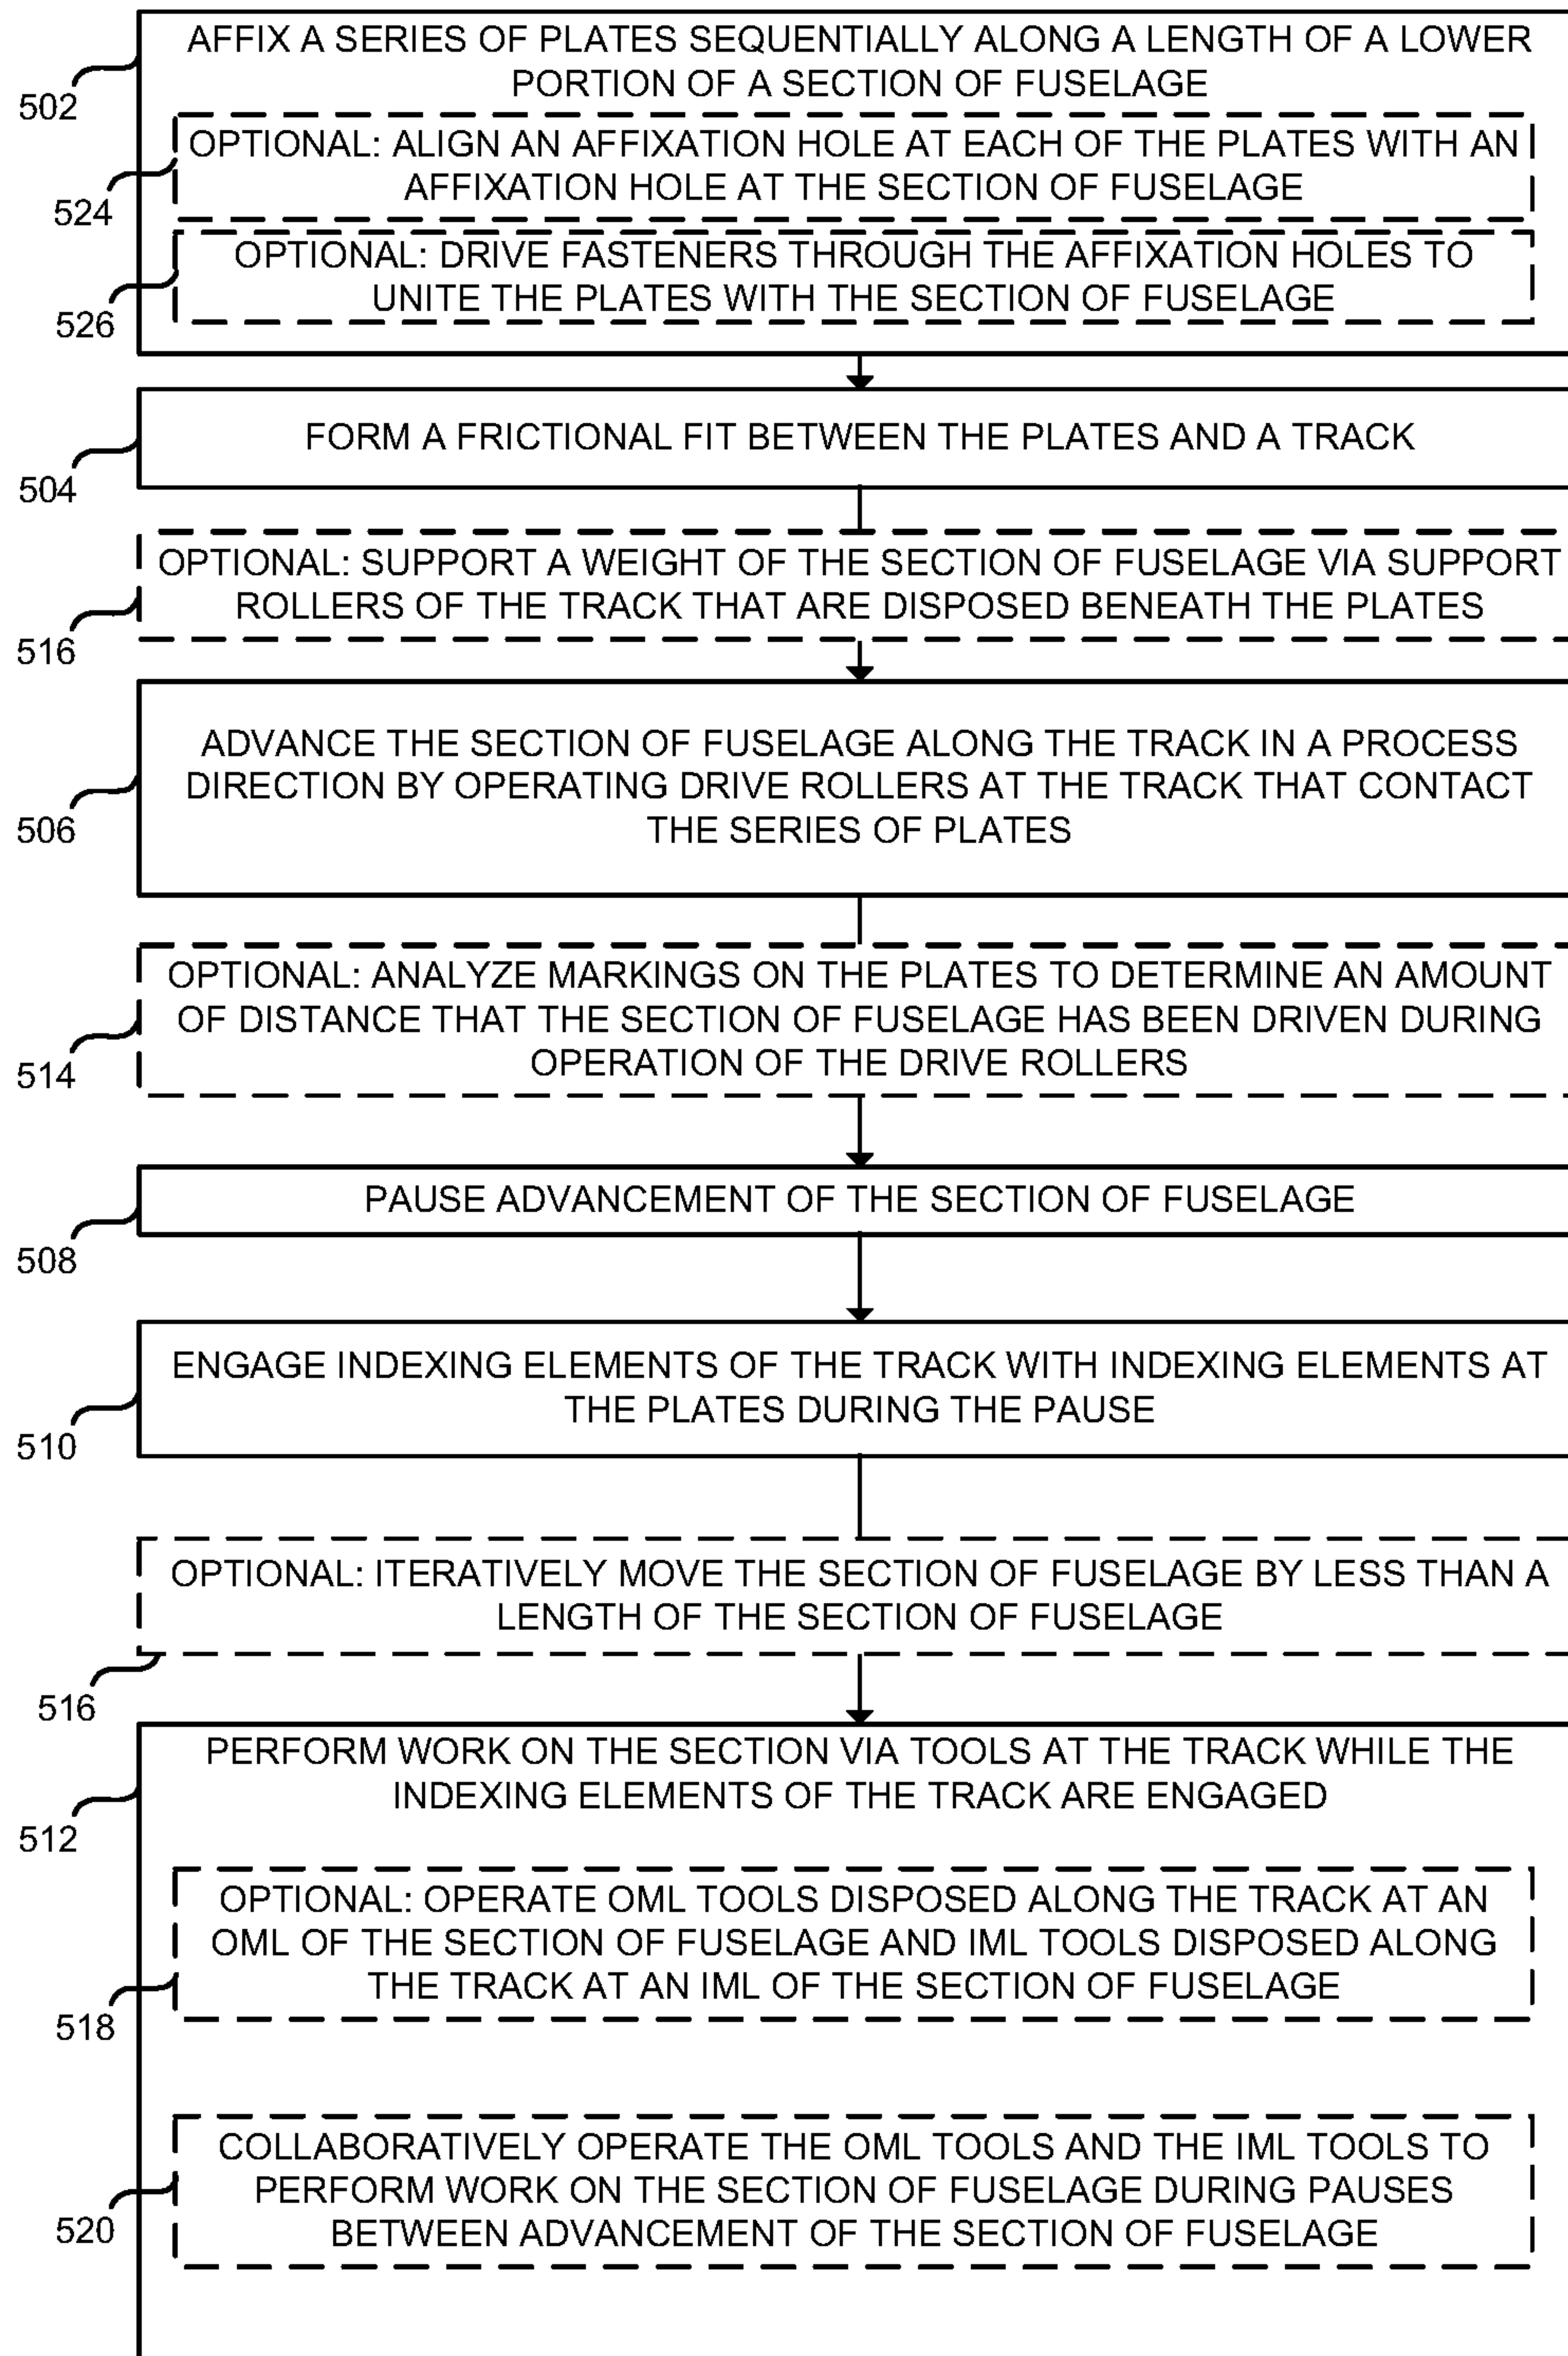 AFFIX A SERIES OF PLATES SEQUENTIALLY ALONG A LENGTH OF A LOWER
PORTION OF A SECTION OF FUSELAGE
502
OPTIONAL: ALIGN AN AFFIXATION HOLE AT EACH OF THE PLATES WITH AN
AFFIXATION HOLE AT THE SECTION OF FUSELAGE
524
OPTIONAL: DRIVE FASTENERS THROUGH THE AFFIXATION HOLES TO
UNITE THE PLATES WITH THE SECTION OF FUSELAGE
526
FORM A FRICTIONAL FIT BETWEEN THE PLATES AND A TRACK
504
OPTIONAL: SUPPORT A WEIGHT OF THE SECTION OF FUSELAGE VIA SUPPORT
ROLLERS OF THE TRACK THAT ARE DISPOSED BENEATH THE PLATES
516
ADVANCE THE SECTION OF FUSELAGE ALONG THE TRACK IN A PROCESS
DIRECTION BY OPERATING DRIVE ROLLERS AT THE TRACK THAT CONTACT
THE SERIES OF PLATES
506
OPTIONAL: ANALYZE MARKINGS ON THE PLATES TO DETERMINE AN AMOUNT
OF DISTANCE THAT THE SECTION OF FUSELAGE HAS BEEN DRIVEN DURING
OPERATION OF THE DRIVE ROLLERS
514
PAUSE ADVANCEMENT OF THE SECTION OF FUSELAGE
508
ENGAGE INDEXING ELEMENTS OF THE TRACK WITH INDEXING ELEMENTS AT
THE PLATES DURING THE PAUSE
510
OPTIONAL: ITERATIVELY MOVE THE SECTION OF FUSELAGE BY LESS THAN A
LENGTH OF THE SECTION OF FUSELAGE
516
PERFORM WORK ON THE SECTION VIA TOOLS AT THE TRACK WHILE THE
INDEXING ELEMENTS OF THE TRACK ARE ENGAGED
512
OPTIONAL: OPERATE OML TOOLS DISPOSED ALONG THE TRACK AT AN
OML OF THE SECTION OF FUSELAGE AND IML TOOLS DISPOSED ALONG
THE TRACK AT AN IML OF THE SECTION OF FUSELAGE
518
COLLABORATIVELY OPERATE THE OML TOOLS AND THE IML TOOLS TO
PERFORM WORK ON THE SECTION OF FUSELAGE DURING PAUSES
BETWEEN ADVANCEMENT OF THE SECTION OF FUSELAGE
520